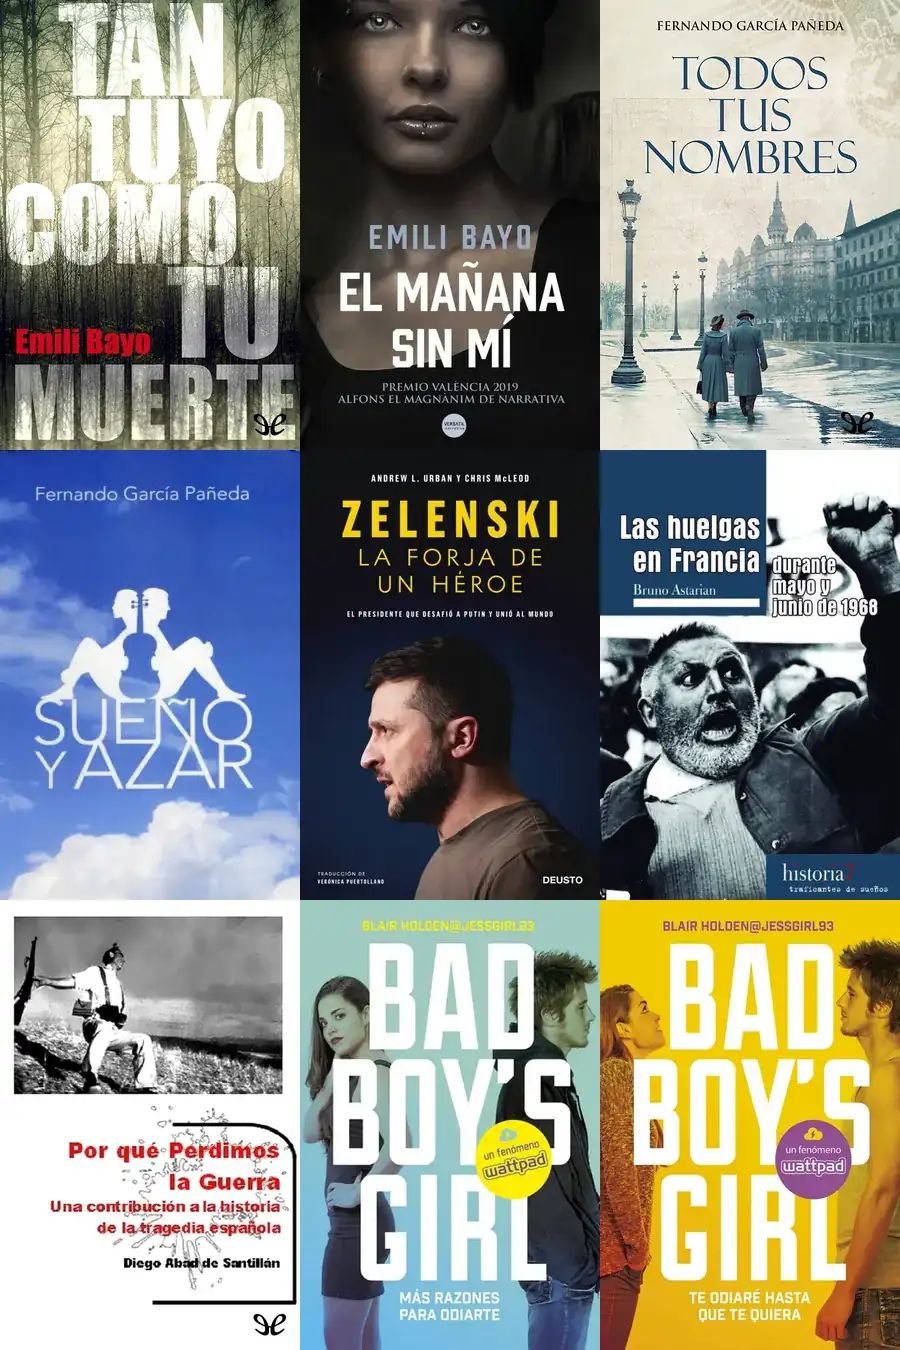 TAN
TUYO
COMO
TU
Emili Bayo
MUERTE
EMILI BAYO
EL MAÑANA
SIN MÍ
PREMIO VALÈNCIA 2019
ALFONS EL MAGNÀNIM DE NARRATIVA
VERSÁTIL
FERNANDO GARCÍA PAÑEDA
TODOS
TUS
NOMBRES
Fernando García Pañeda
SUEÑO
Y AZAR
ANDREW L. URBAN Y CHRIS McLEOD
ZELENSKI
LA FORJA DE
UN HÉROE
EL PRESIDENTE QUE DESAFIÓ A PUTIN Y UNIÓ AL MUNDO
TRADUCCIÓN DE
VERÓNICA PUERTOLLANO
DEUSTO
Las huelgas
en Francia
Bruno Astarian
durante
mayo y
junio de 1968
historia7
traficantes de sueños
Por qué Perdimos
la Guerra
Una contribución a la historia
de la tragedia española
Diego Abad de Santillán
BLAIR HOLDEN@JESSGIRL93
BAD
BOY'S
GIRL
un fenómeno
wattpad
MÁS RAZONES
PARA ODIARTE
BLAIR HOLDEN@JESSGIRL93
BAD
BOY'S
GIRL
un fenómeno
wattpad
TE ODIARÉ HASTA
QUE TE QUIERA